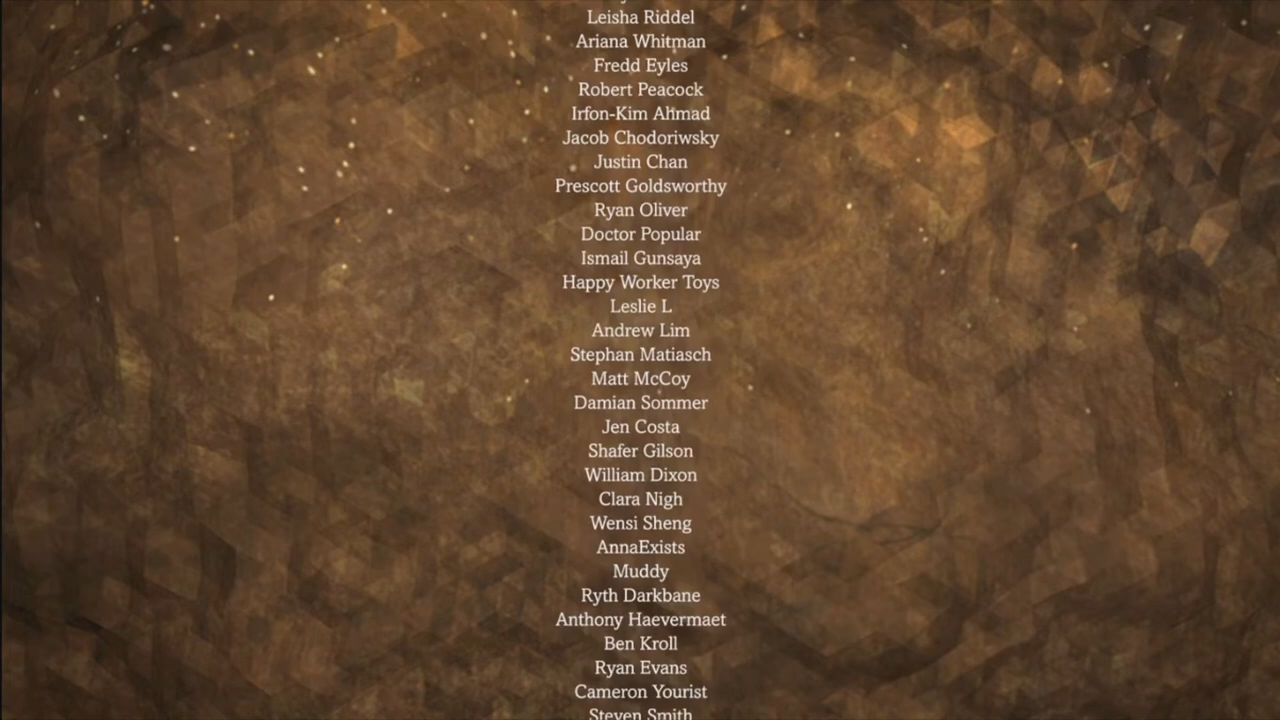 Leisha Riddel
Ariana Whitman
Fredd Eyles
Robert Peacock
Irfon-Kim Ahmad
Jacob Chodoriwsky
Justin Chan
Prescott Goldsworthy
Ryan Oliver
Doctor Popular
Ismail Gunsaya
Happy Worker Toys
Leslie L
Andrew Lim
Stephan Matiasch
Matt McCoy
Damian Sommer
Jen Costa
Shafer Gilson
William Dixon
Clara Nigh
Wensi Sheng
AnnaExists
Muddy
Ryth Darkbane
Anthony Haevermaet
Ben Kroll
Ryan Evans
Cameron Yourist
Steven Smith